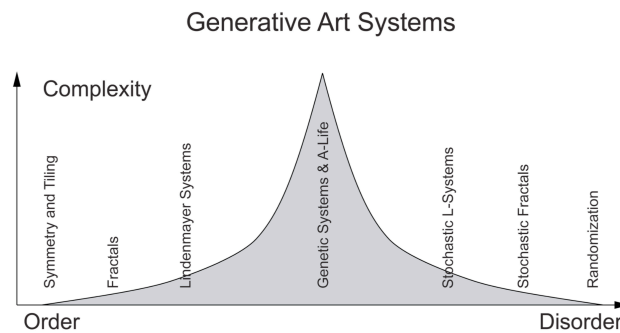 Generative Art Systems
Complexity
Symmetry and Tiling
Fractals
Lindenmayer Systems
Genetic Systems & A-Life
Stochastic L-Systems
Stochastic Fractals
Randomization
Order
Disorder